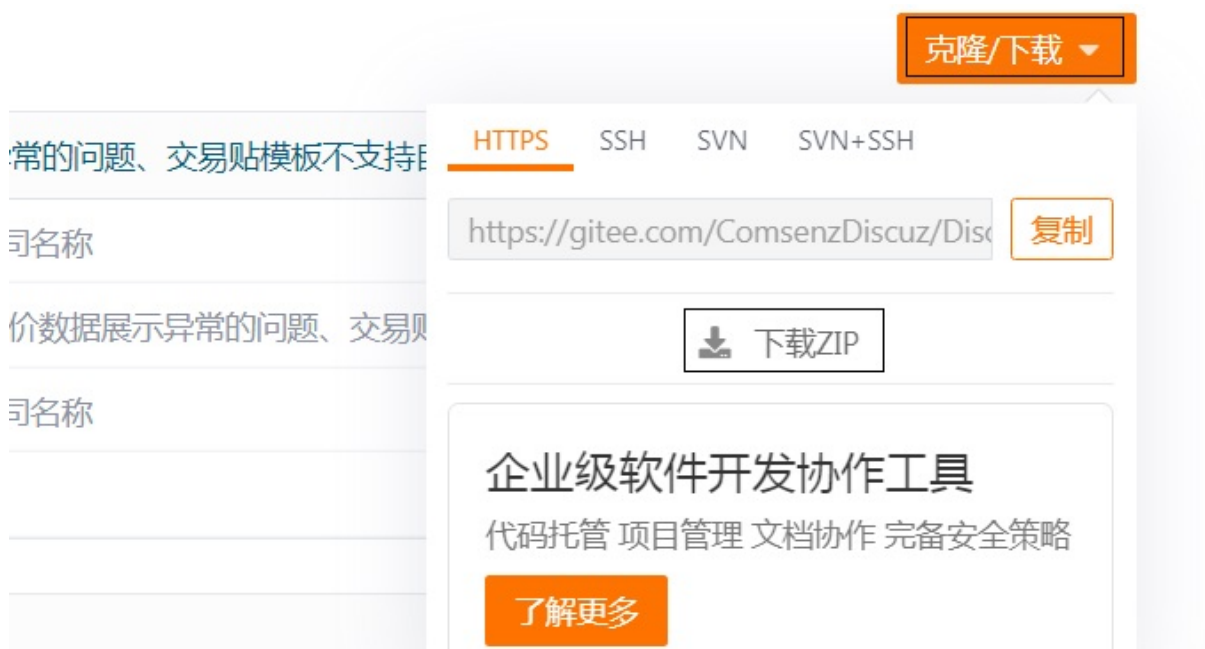 克隆/下载
HTTPS SSH SVN SVN+SSH
常的问题、交易贴模板不支持
https://gitee.com/ComsenzDiscuz/Disc
复制
司名称
价数据展示异常的问题、交易贴
下载ZIP
司名称
企业级软件开发协作工具
代码托管 项目管理 文档协作 完备安全策略
了解更多